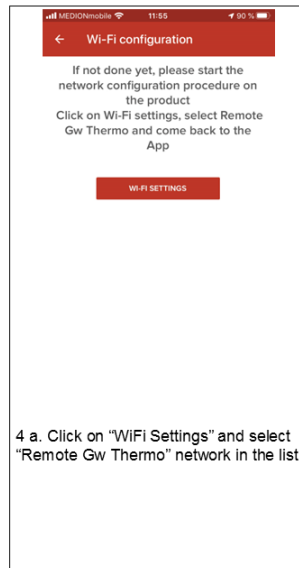 MEDIONmobile 11:55 90 %
Wi-Fi configuration
If not done yet, please start the
network configuration procedure on
the product
Click on Wi-Fi settings, select Remote
Gw Thermo and come back to the
App
WI-FI SETTINGS
4 a. Click on “WiFi Settings” and select
“Remote Gw Thermo” network in the list